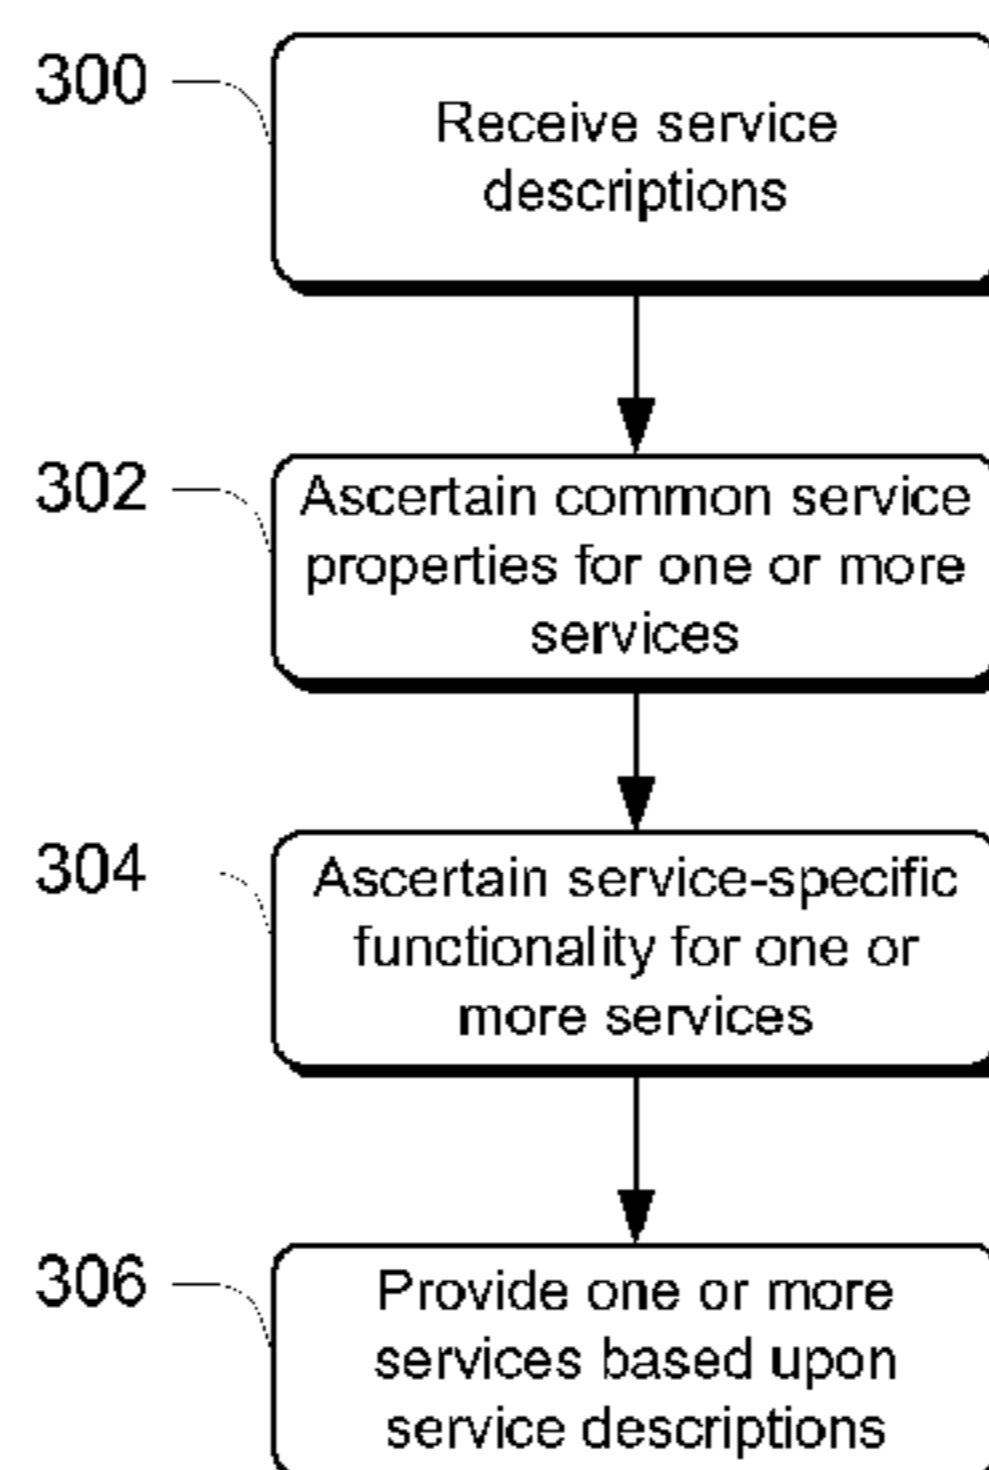 300
Receive service
descriptions
302
Ascertain common service
properties for one or more
services
304
Ascertain service-specific
functionality for one or
more services
306
Provide one or more
services based upon
service descriptions